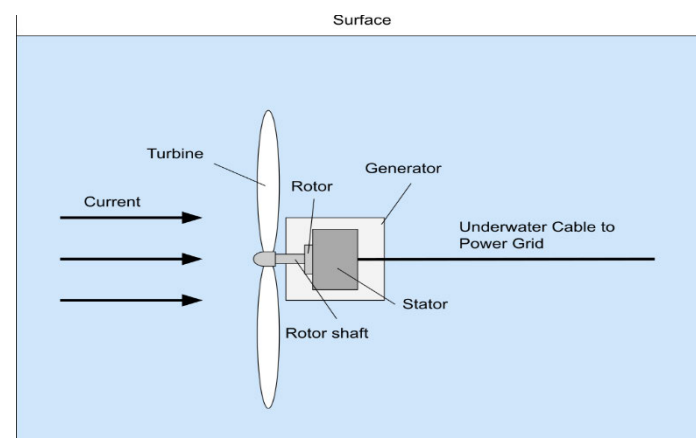 Surface
Turbine
Generator
Rotor
Current
Underwater Cable to
Power Grid
Stator
Rotor shaft